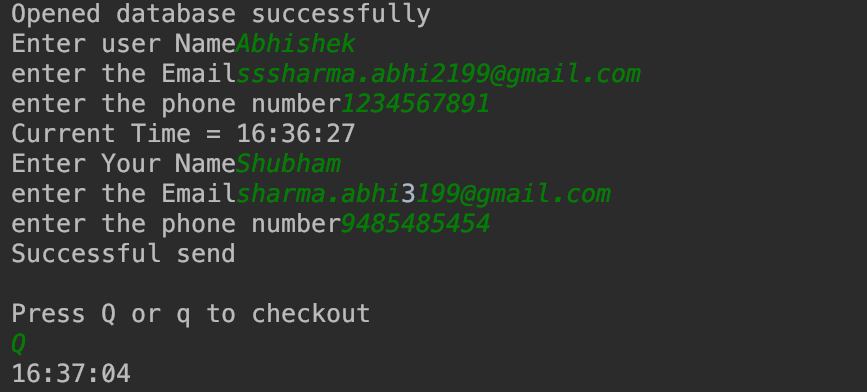 Opened database successfully
Enter user NameAbhishek
enter the Emailsssharma.abhi2199@gmail.com
enter the phone number1234567891
Current Time = 16:36:27
Enter Your NameShubham
enter the Emailsharma.abhi3199@gmail.com
enter the phone number9485485454
Successful send
Press Q or q to checkout
Q
16:37:04